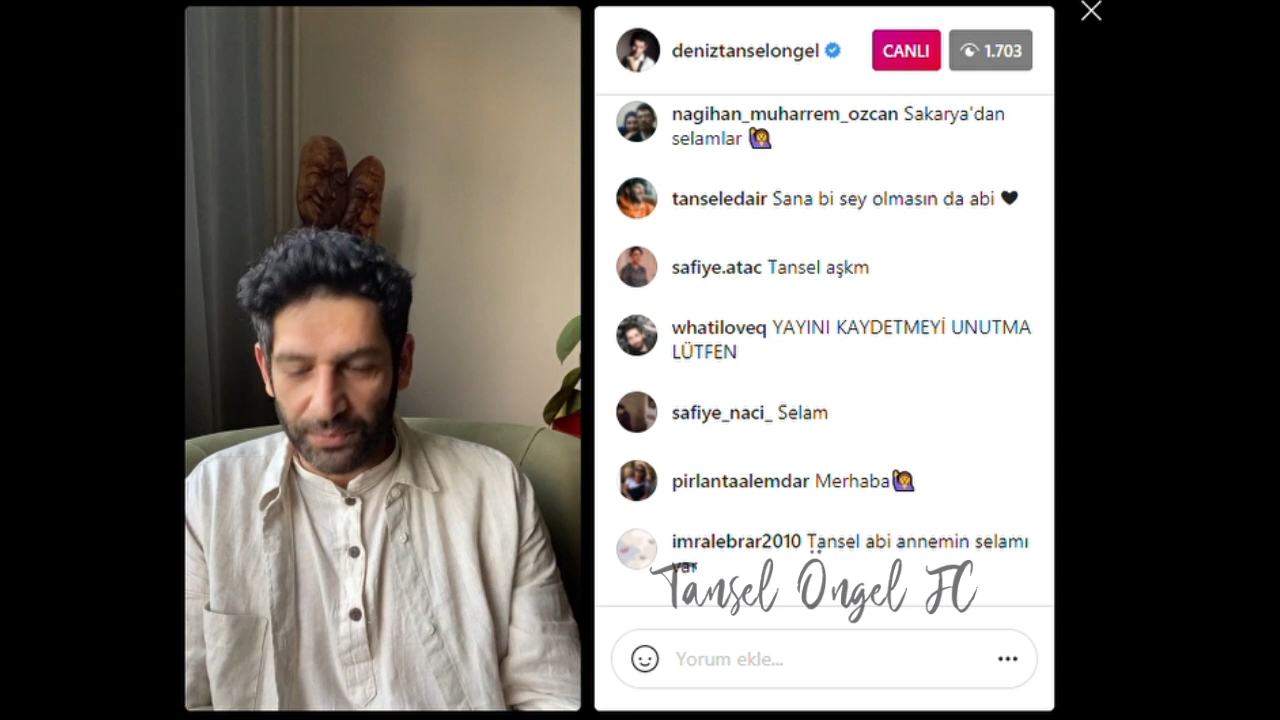 deniztanselongel
CANLI
1.703
nagihan_muharrem_ozcan Sakarya'dan
selamlar
tanseledair Sana bi sey olmasın da abi
safiye.atac Tansel aşkm
whatiloveq YAYINI KAYDETMEYİ UNUTMA
LÜTFEN
safiye_naci_ Selam
pirlantaalemdar Merhaba
imralebrar2010 Tansel abi annemin selamı
var
Tansel Öngel FC
Yorum ekle...